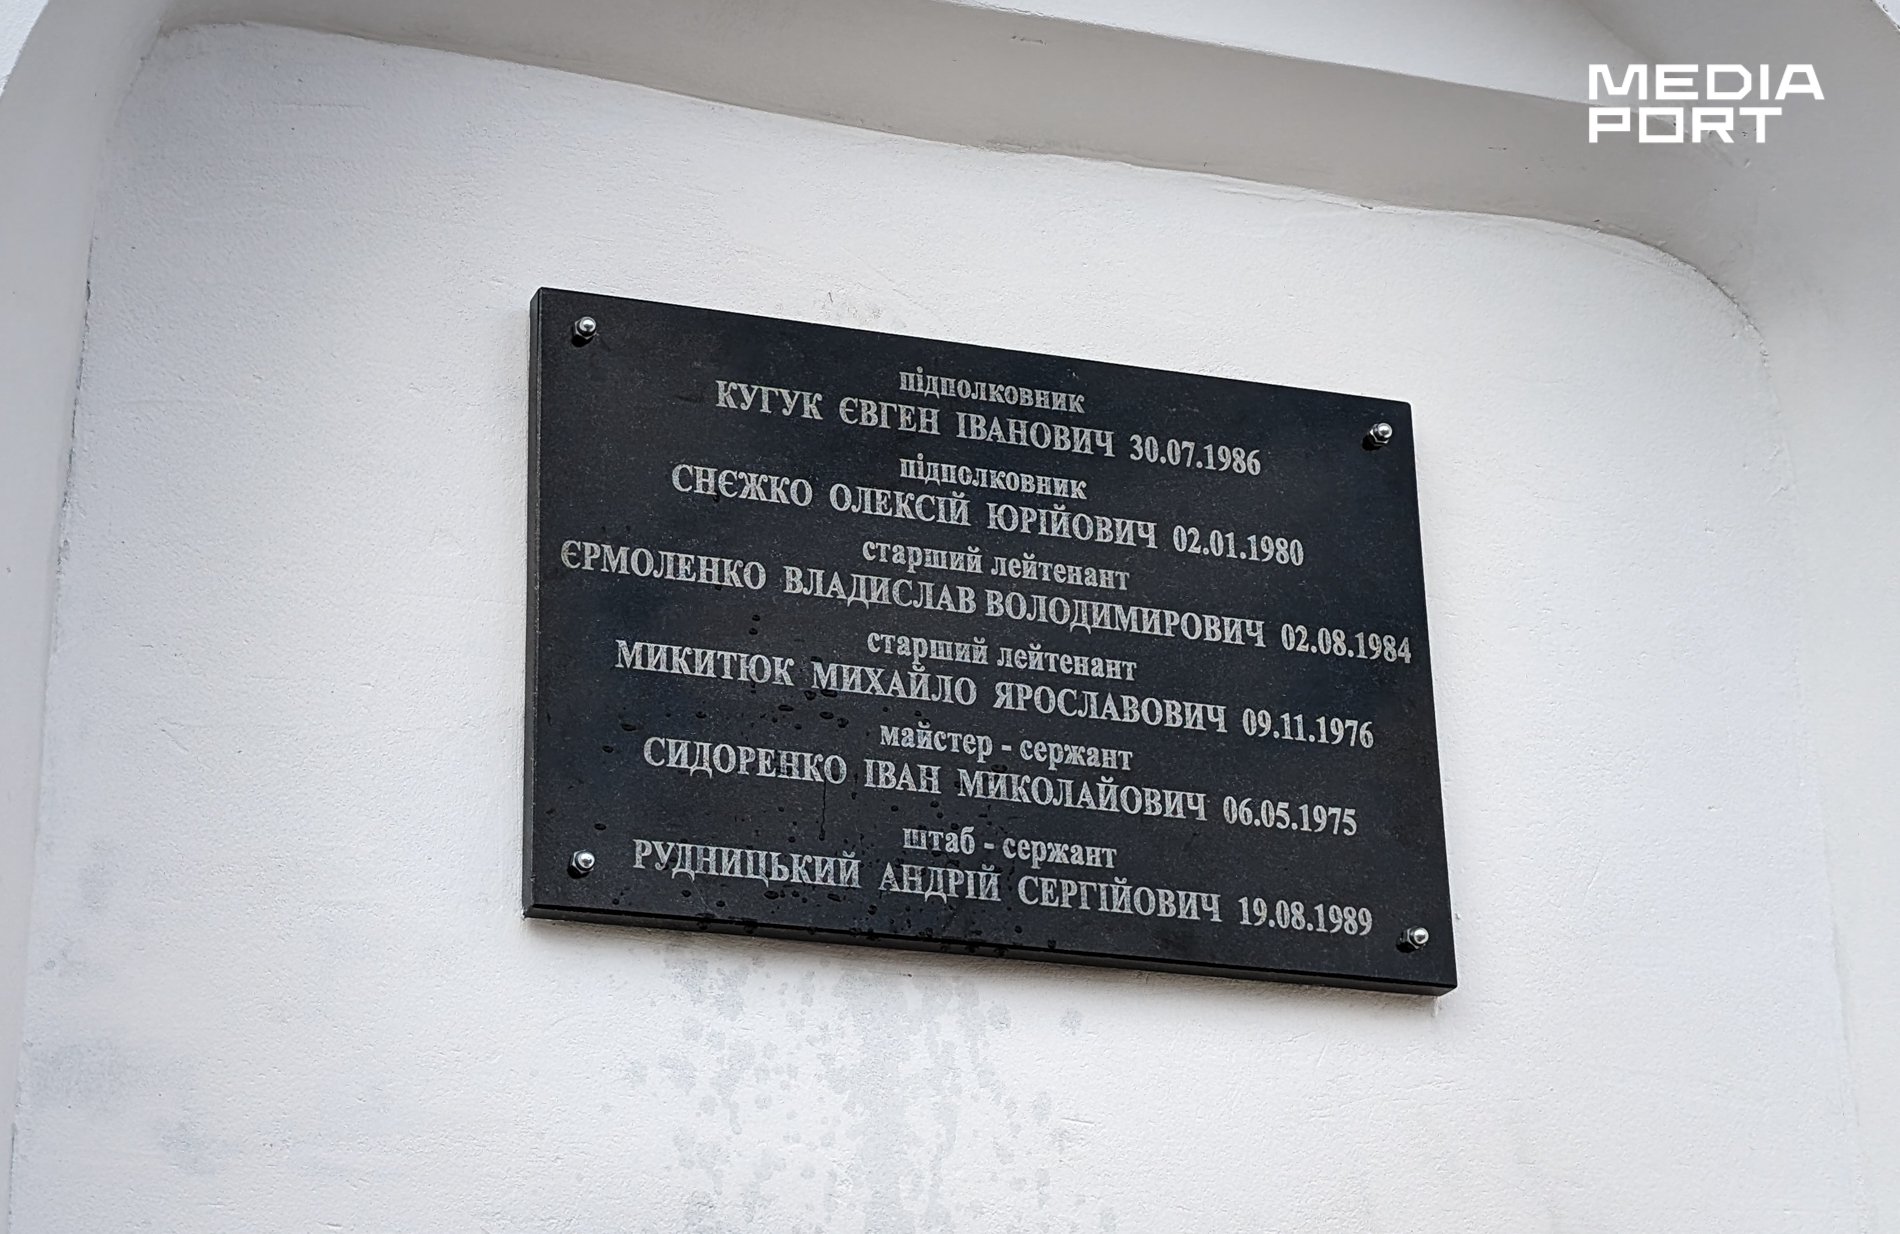 MEDIA
PORT
підполковник
КУГУК ЄВГЕН ІВАНОВИЧ 30.07.1986
підполковник
СНЄЖКО ОЛЕКСІЙ ЮРІЙОВИЧ 02.01.1980
старший лейтенант
ЄРМОЛЕНКО ВЛАДИСЛАВ ВОЛОДИМИРОВИЧ 02.08.1984
старший лейтенант
МИКИТЮК МИХАЙЛО ЯРОСЛАВОВИЧ 09.11.1976
майстер - сержант
СИДОРЕНКО ІВАН МИКОЛАЙОВИЧ 06.05.1975
штаб - сержант
РУДНИЦЬКИЙ АНДРІЙ СЕРГІЙОВИЧ 19.08.1989